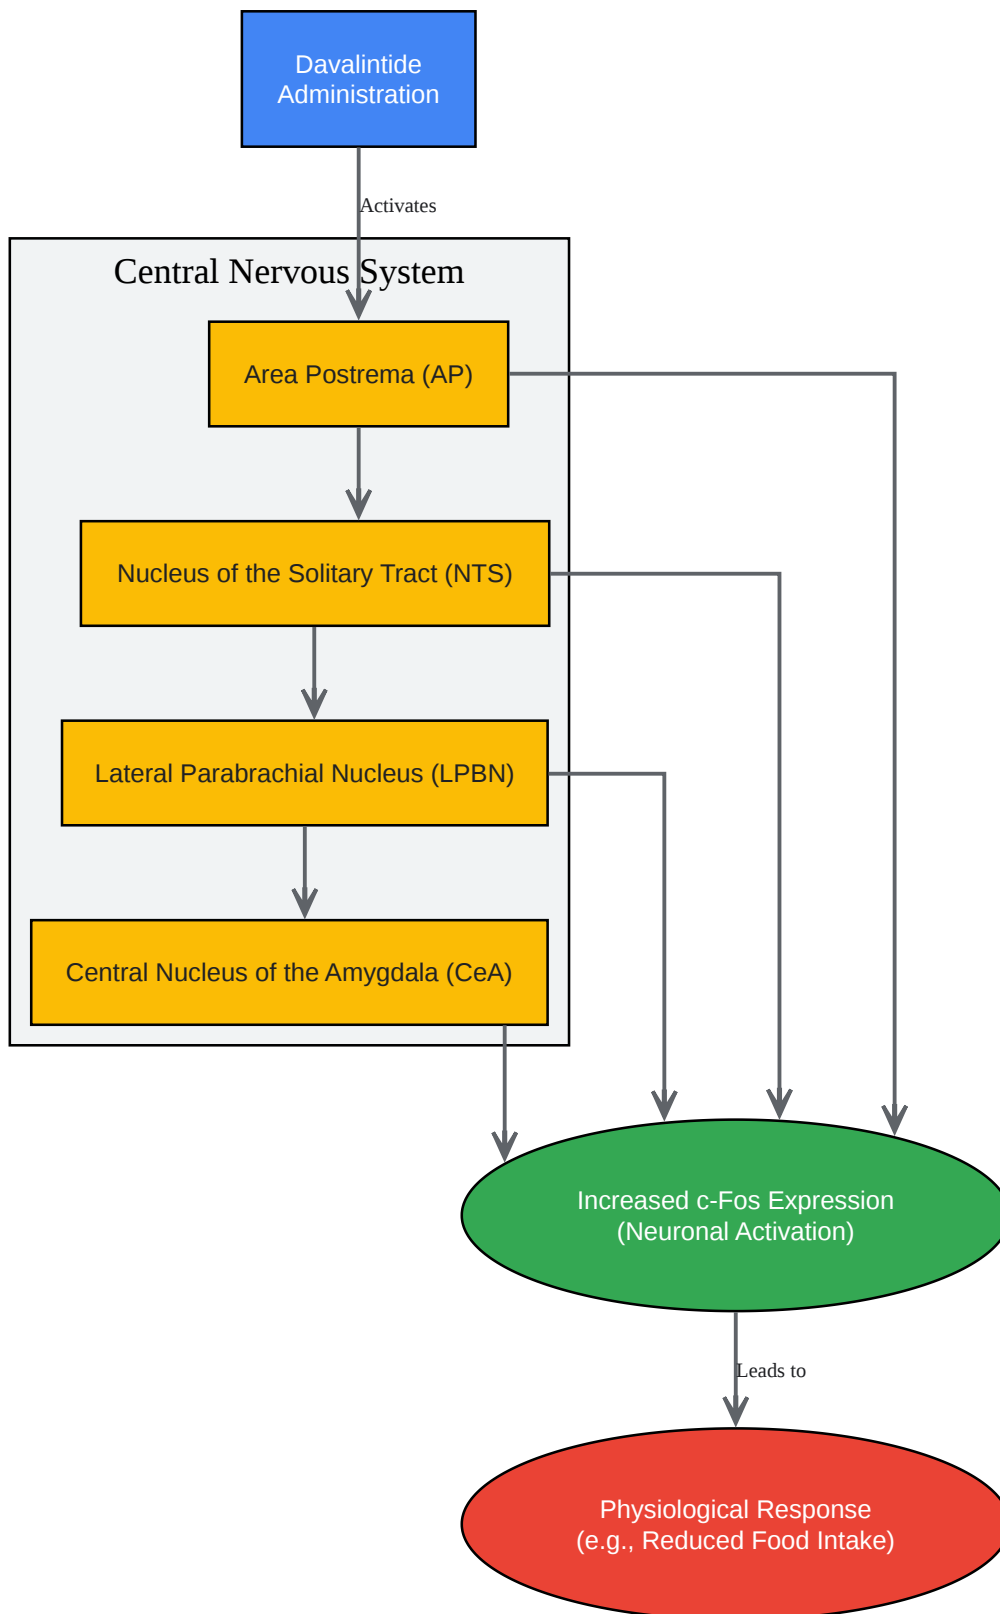 Davalintide
Administration
Activates
Central Nervous System
Area Postrema (AP)
Nucleus of the Solitary Tract (NTS)
Lateral Parabrachial Nucleus (LPBN)
Central Nucleus of the Amygdala (CeA)
Increased c-Fos Expression
(Neuronal Activation)
Leads to
Physiological Response
(e.g., Reduced Food Intake)